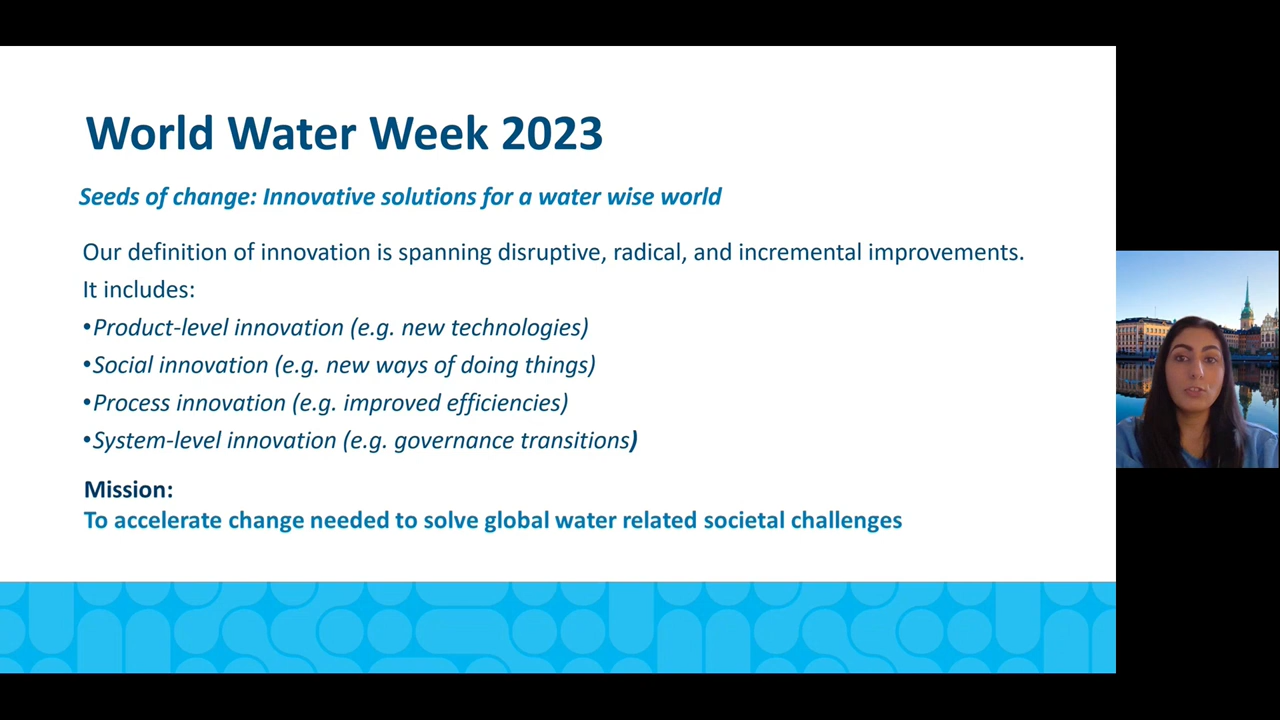 World Water Week 2023
Seeds of change: Innovative solutions for a water wise world
Our definition of innovation is spanning disruptive, radical, and incremental improvements.
It includes:
•Product-level innovation (e.g. new technologies)
•Social innovation (e.g. new ways of doing things)
•Process innovation (e.g. improved efficiencies)
•System-level innovation (e.g. governance transitions)
Mission:
To accelerate change needed to solve global water related societal challenges